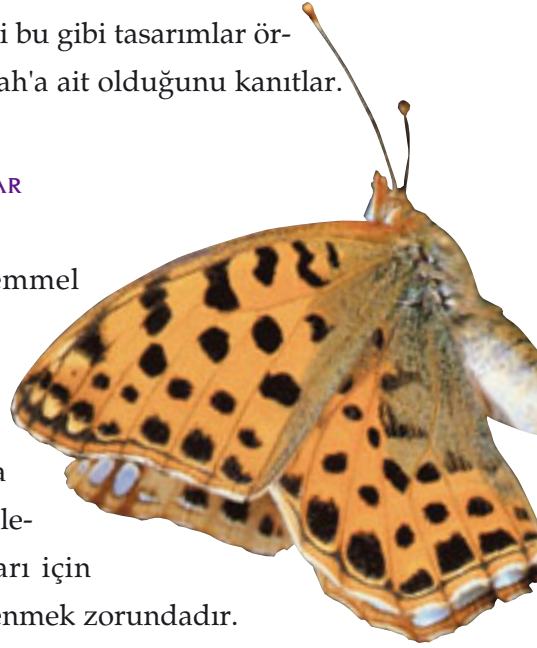 i bu gibi tasarımlar ör-
ah'a ait olduğunu kanıtlar.
AR
emmel
a
le-
arı için
enmek zorundadır.